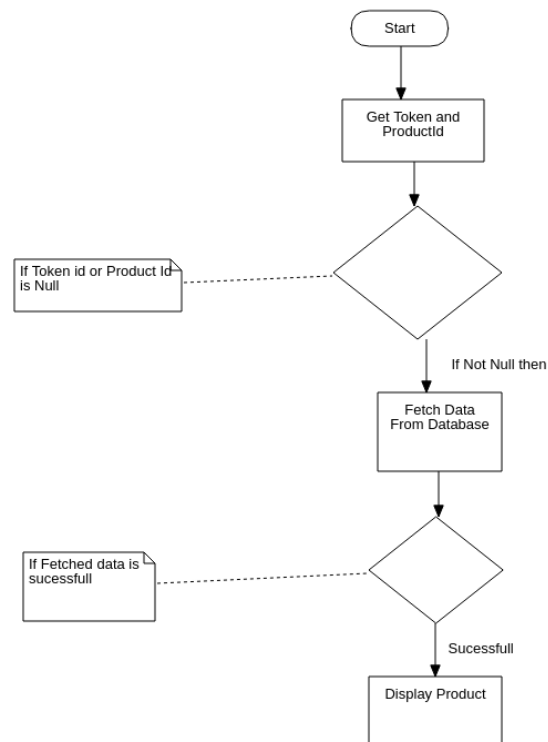 Start
Get Token and
ProductId
If Token id or Product Id
is Null
If Not Null then
Fetch Data
From Database
If Fetched data is
sucessfull
Sucessfull
Display Product